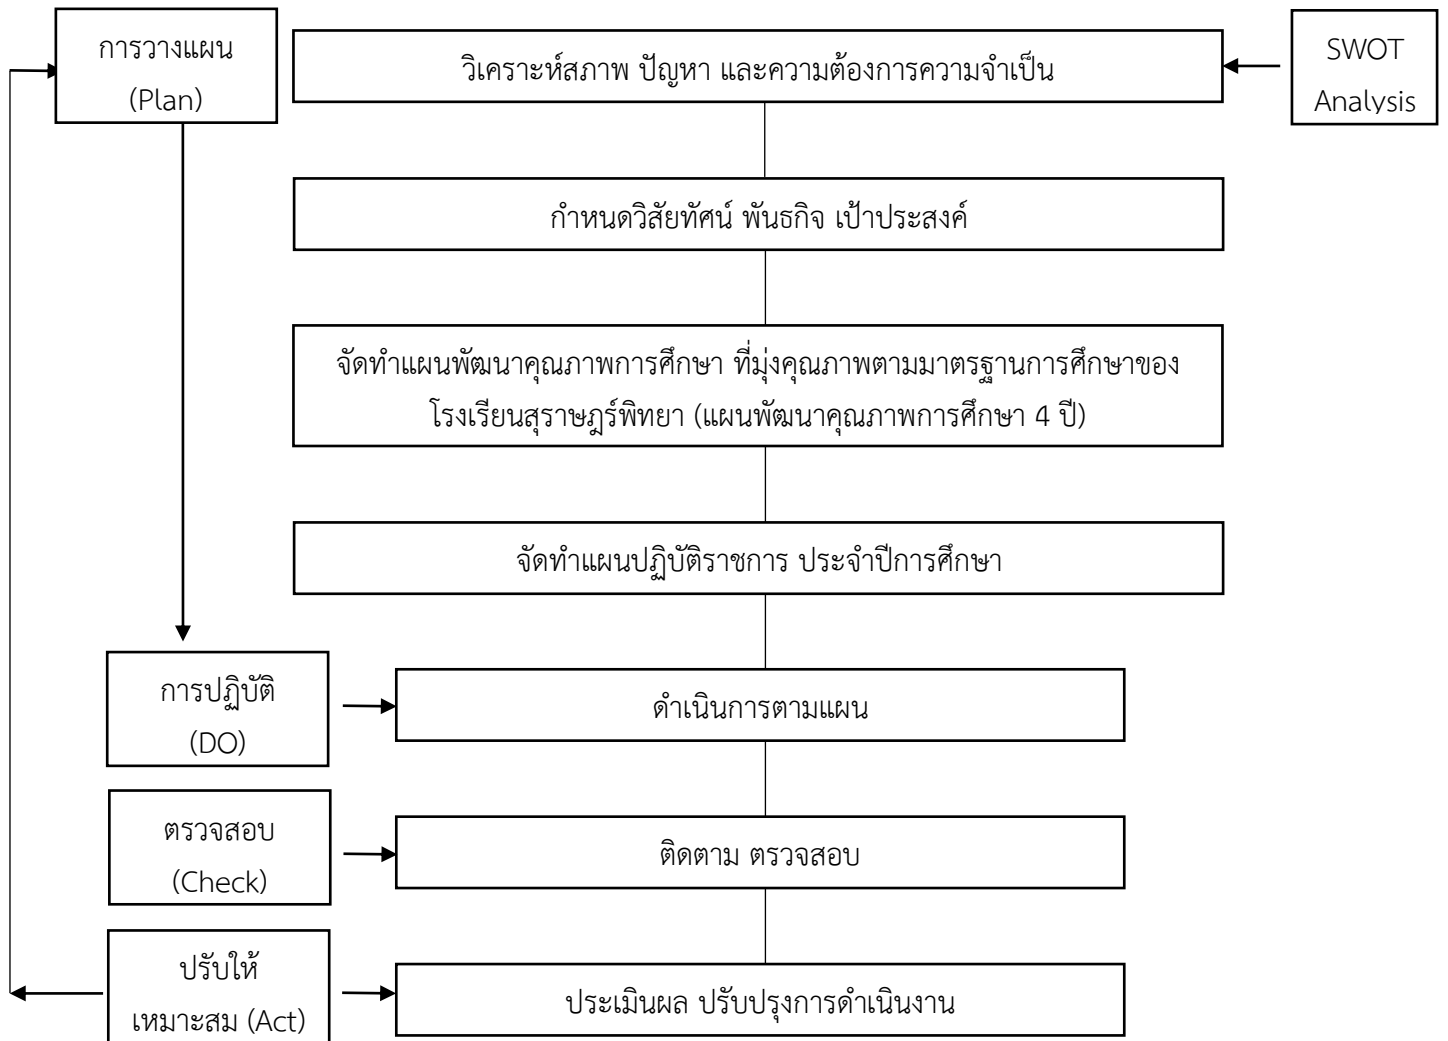 การวางแผน
(Plan)
วิเคราะห์สภาพ ปัญหา และความต้องการความจำเป็น
SWOT
Analysis
กำหนดวิสัยทัศน์ พันธกิจ เป้าประสงค์
จัดทำแผนพัฒนาคุณภาพการศึกษา ที่มุ่งคุณภาพตามมาตรฐานการศึกษาของ
โรงเรียนสุราษฎร์พิทยา (แผนพัฒนาคุณภาพการศึกษา 4 ปี)
จัดทำแผนปฏิบัติราชการ ประจำปีการศึกษา
การปฏิบัติ
(DO)
ดำเนินการตามแผน
ตรวจสอบ
(Check)
ติดตาม ตรวจสอบ
ปรับให้
เหมาะสม (Act)
ประเมินผล ปรับปรุงการดำเนินงาน